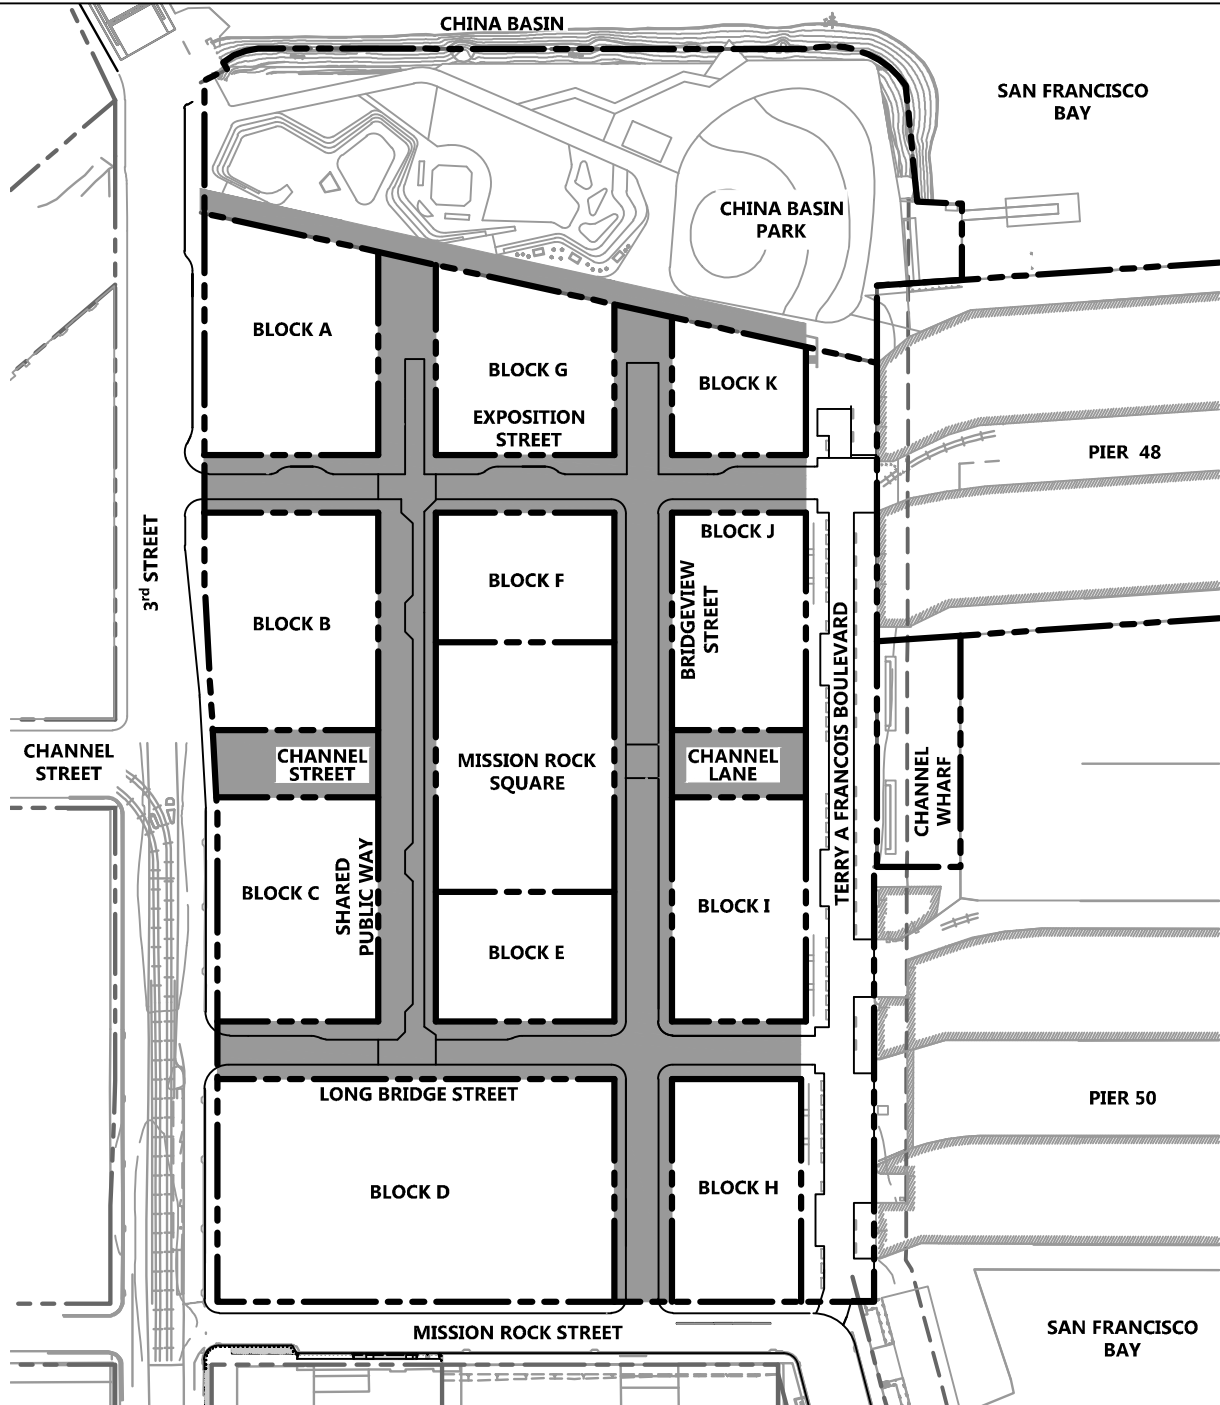 CHINA BASIN
SAN FRANCISCO
BAY
CHINA BASIN
PARK
BLOCK A
BLOCK G
BLOCK K
EXPOSITION
STREET
PIER 48
3rd STREET
BLOCK J
BLOCK F
BLOCK B
BRIDGEVIEW
STREET
TERRY A FRANCOIS BOULEVARD
CHANNEL
STREET
CHANNEL
STREET
MISSION ROCK
SQUARE
CHANNEL
LANE
CHANNEL
WHARF
BLOCK C
SHARED
PUBLIC WAY
BLOCK I
BLOCK E
LONG BRIDGE STREET
PIER 50
BLOCK D
BLOCK H
MISSION ROCK STREET
SAN FRANCISCO
BAY